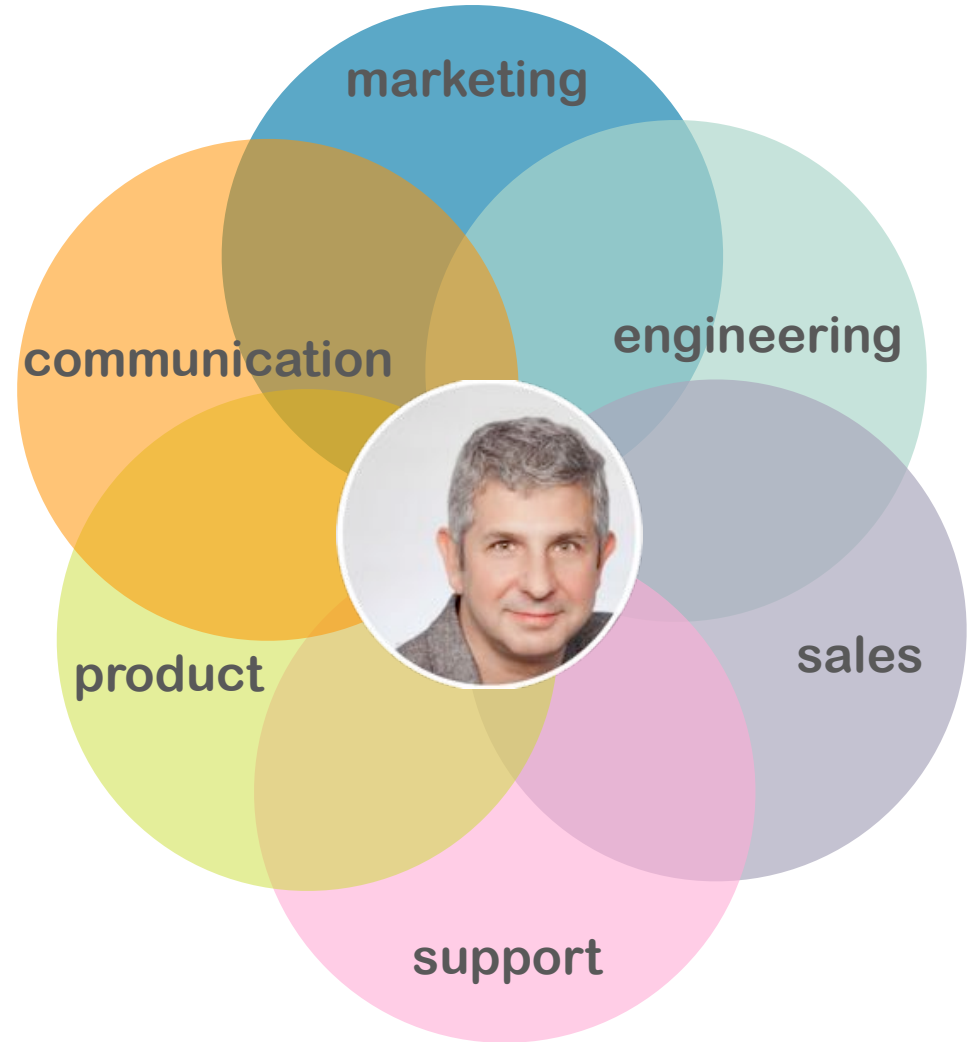 marketing
engineering
communication
sales
product
support